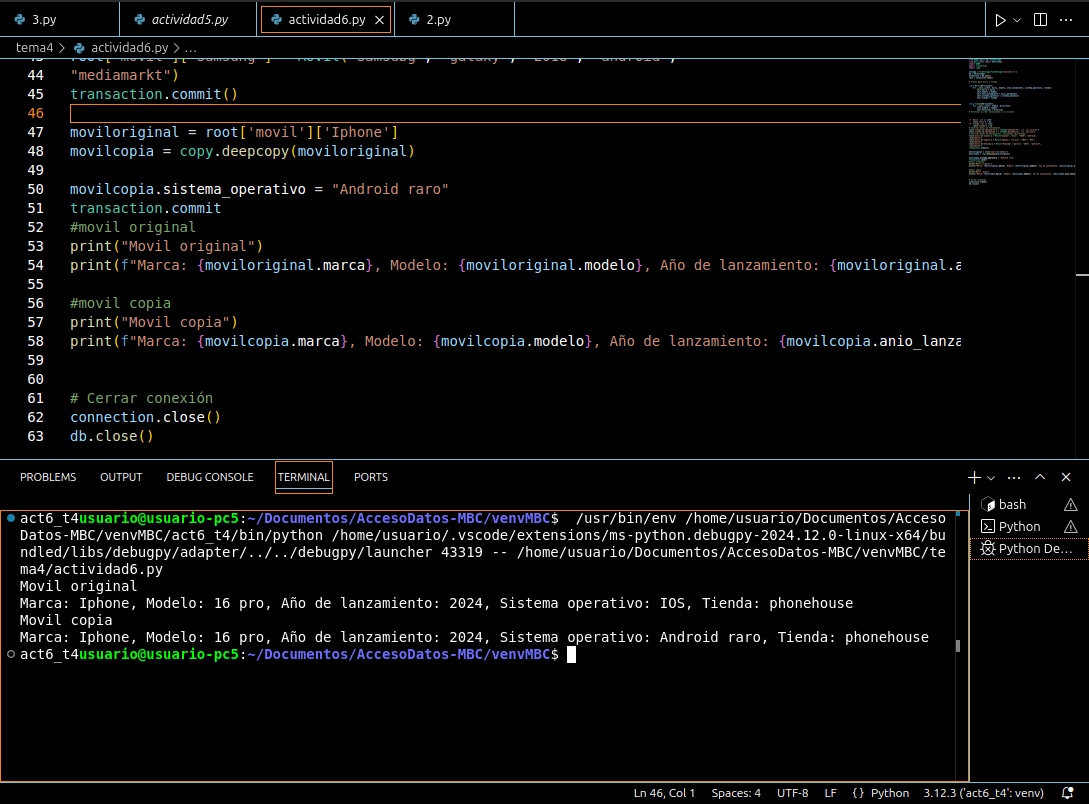 3.py
actividad5.py
actividad6.py
2.py
tema4 > actividad6.py > ...
44 "mediamarkt")
45 transaction.commit()
46
47 moviloriginal = root['movil']['Iphone']
48 movilcopia = copy.deepcopy(moviloriginal)
49
50 movilcopia.sistema_operativo = "Android raro"
51 transaction.commit
52 #movil original
53 print("Movil original")
54 print(f"Marca: {moviloriginal.marca}, Modelo: {moviloriginal.modelo}, Año de lanzamiento: {moviloriginal.a
55
56 #movil copia
57 print("Movil copia")
58 print(f"Marca: {movilcopia.marca}, Modelo: {movilcopia.modelo}, Año de lanzamiento: {movilcopia.anio_lanza
59
60
61 # Cerrar conexión
62 connection.close()
63 db.close()
PROBLEMS OUTPUT DEBUG CONSOLE TERMINAL PORTS
act6_t4usuario@usuario-pc5:~/Documentos/AccesoDatos-MBC/venvMBC$  /usr/bin/env /home/usuario/Documentos/Acceso
Datos-MBC/venvMBC/act6_t4/bin/python /home/usuario/.vscode/extensions/ms-python.debugpy-2024.12.0-linux-x64/bu
ndled/libs/debugpy/adapter/../../debugpy/launcher 43319 -- /home/usuario/Documentos/AccesoDatos-MBC/venvMBC/te
ma4/actividad6.py
Movil original
Marca: Iphone, Modelo: 16 pro, Año de lanzamiento: 2024, Sistema operativo: IOS, Tienda: phonehouse
Movil copia
Marca: Iphone, Modelo: 16 pro, Año de lanzamiento: 2024, Sistema operativo: Android raro, Tienda: phonehouse
act6_t4usuario@usuario-pc5:~/Documentos/AccesoDatos-MBC/venvMBC$
bash
Python
Python De...
Ln 46, Col 1 Spaces: 4 UTF-8 LF {} Python 3.12.3 ('act6_t4': venv)